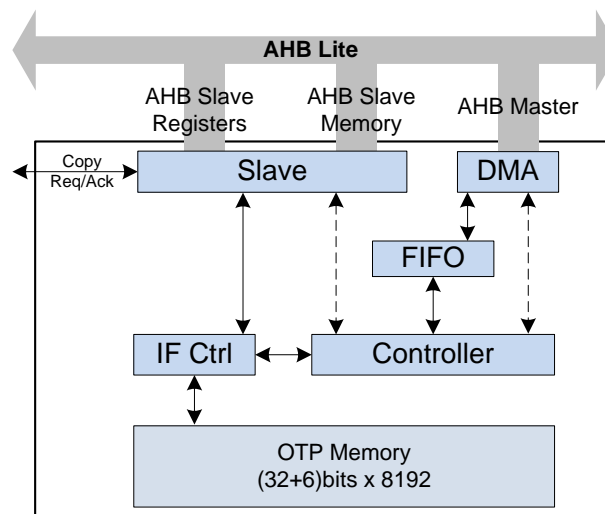 AHB Lite
AHB Slave
Registers
AHB Slave
Memory
AHB Master
Copy
Req/Ack
Slave
DMA
FIFO
IF Ctrl
Controller
OTP Memory
(32+6)bits x 8192